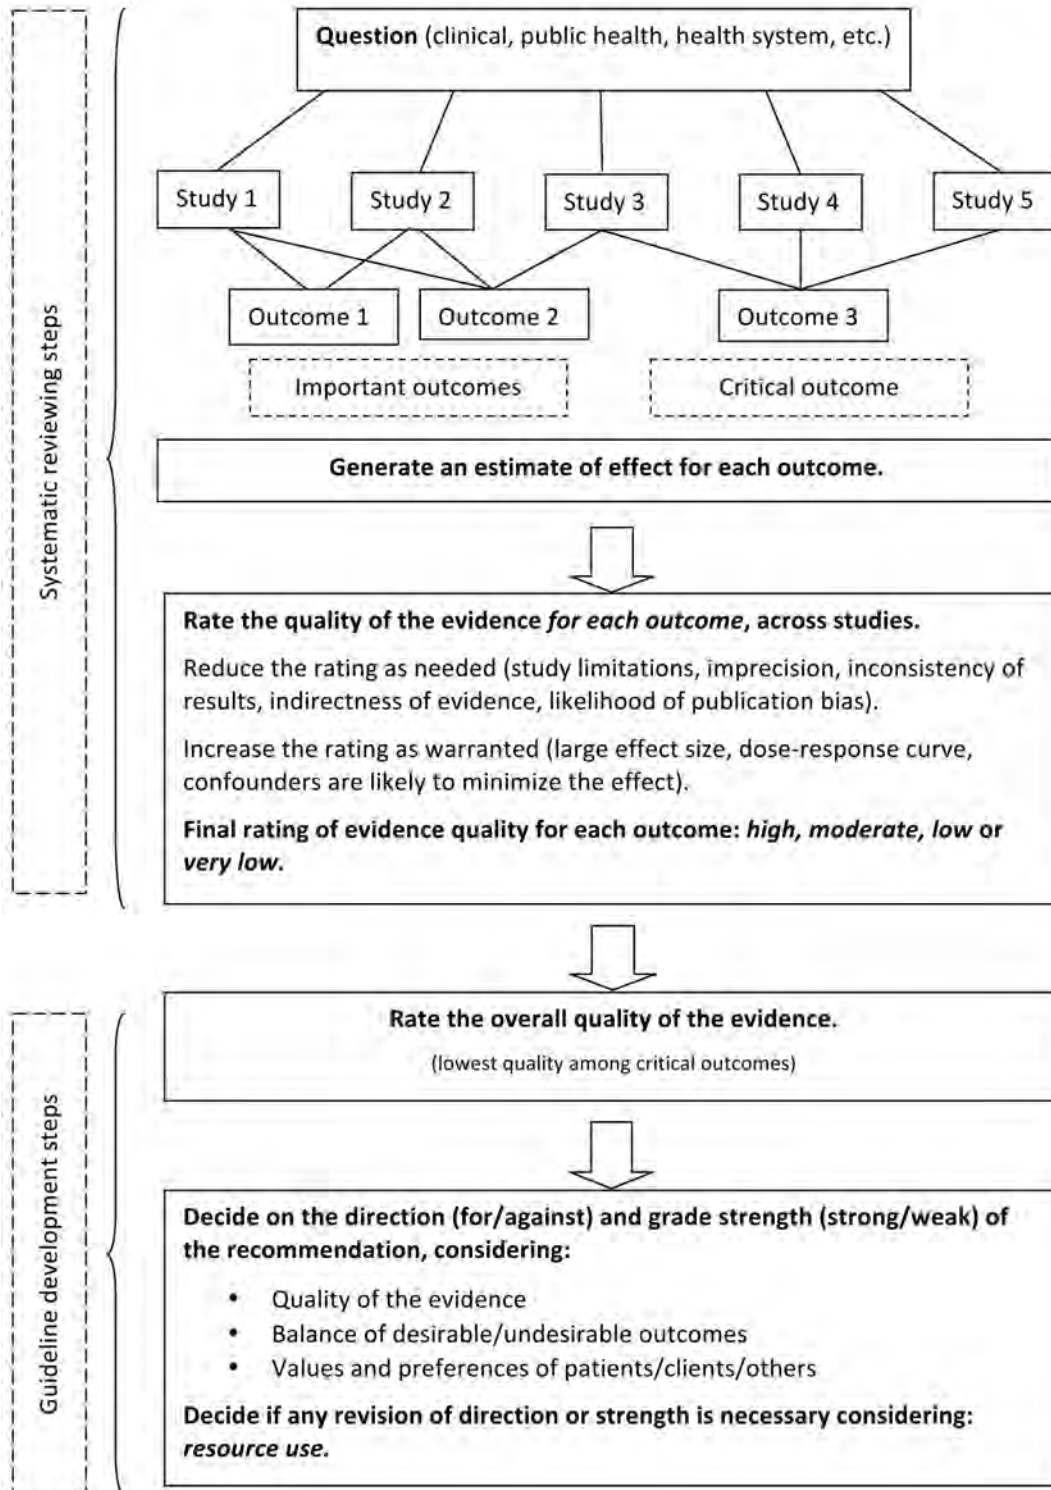 Question (clinical, public health, health system, etc.)
Study 1
Study 2
Study 3
Study 4
Study 5
Outcome 1
Outcome 2
Outcome 3
Important outcomes
Critical outcome
Systematic reviewing steps
Generate an estimate of effect for each outcome.
Rate the quality of the evidence for each outcome, across studies.
Reduce the rating as needed (study limitations, imprecision, inconsistency of
results, indirectness of evidence, likelihood of publication bias).
Increase the rating as warranted (large effect size, dose-response curve,
confounders are likely to minimize the effect).
Final rating of evidence quality for each outcome: high, moderate, low or
very low.
Rate the overall quality of the evidence.
(lowest quality among critical outcomes)
Guideline development steps
Decide on the direction (for/against) and grade strength (strong/weak) of
the recommendation, considering:
• Quality of the evidence
• Balance of desirable/undesirable outcomes
• Values and preferences of patients/clients/others
Decide if any revision of direction or strength is necessary considering:
resource use.